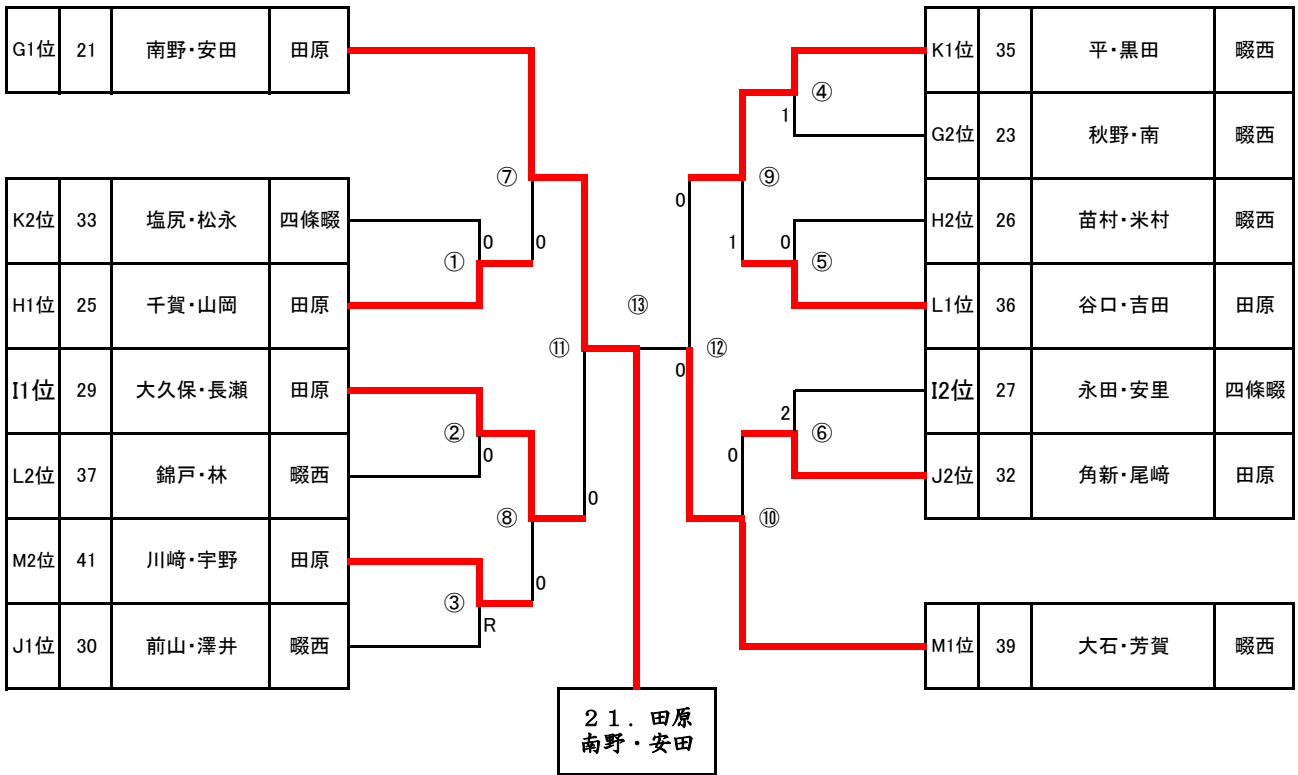 G1位 21 南野・安田 田原
K2位 33 塩尻・松永 四條畷
H1位 25 千賀・山岡 田原
I1位 29 大久保・長瀬 田原
L2位 37 錦戸・林 畷西
M2位 41 川﨑・宇野 田原
J1位 30 前山・澤井 畷西
⑦
0
0
①
⑪
②
0
⑧
0
0
③
R
⑬
④
1
⑨
0
1
0
⑤
⑫
0
2
⑥
0
⑩
K1位 35 平・黒田 畷西
G2位 23 秋野・南 畷西
H2位 26 苗村・米村 畷西
L1位 36 谷口・吉田 田原
I2位 27 永田・安里 四條畷
J2位 32 角新・尾﨑 田原
M1位 39 大石・芳賀 畷西
21. 田原
南野・安田